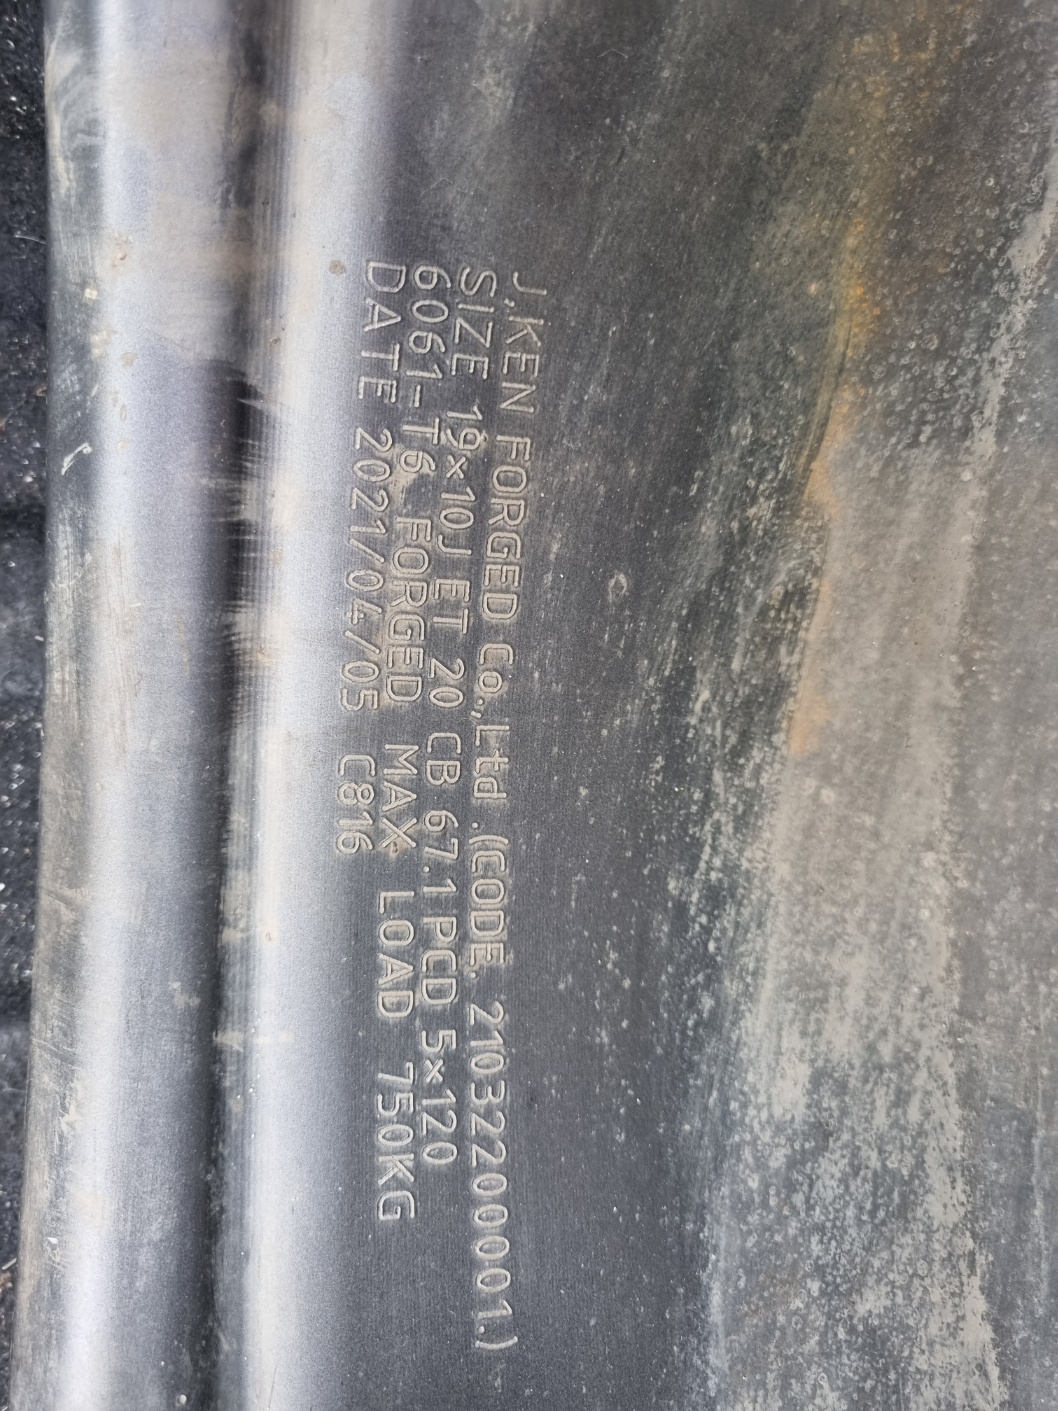 J.KEN FORGED Co.,Ltd .(CODE. 2103220001.)
SIZE 19×10J ET 20 CB 67.1 PCD 5×120
6061-T6 FORGED MAX LOAD 750KG
DATE 2021/04/05 C816